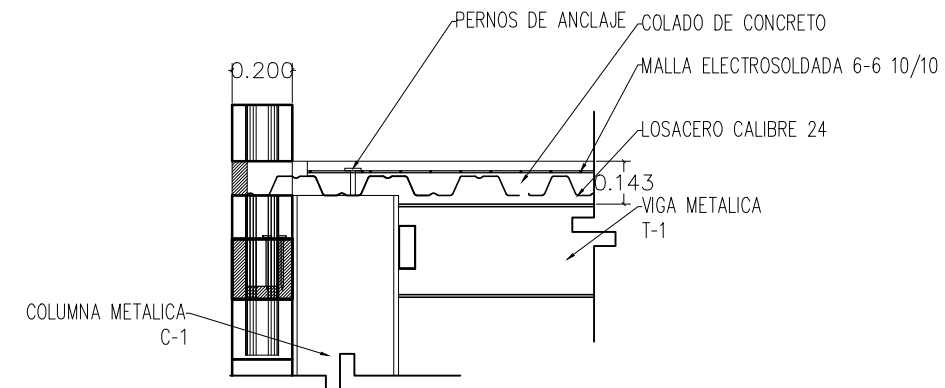 PERNOS DE ANCLAJE
COLADO DE CONCRETO
0.200
MALLA ELECTROSOLDADA 6-6 10/10
LOSACERO CALIBRE 24
0.143
VIGA METALICA
T-1
COLUMNA METALICA
C-1